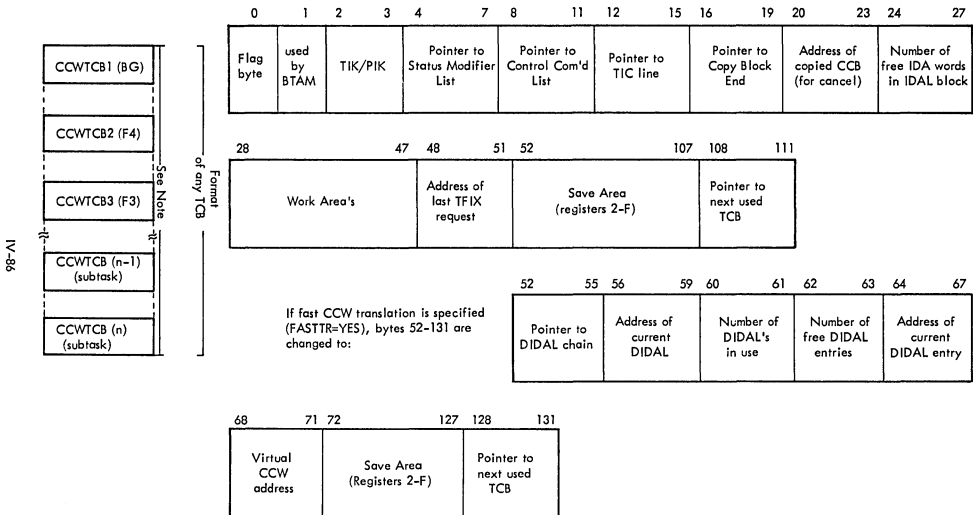 0 1 2 3 4 7 8 11 12 15 16 19 20 23 24 27
Flag
byte
used
by
BTAM
TIK/PIK
Pointer to
Status Modifier
List
Pointer to
Control Com'd
List
Pointer to
TIC line
Pointer to
Copy Block
End
Address of
copied CCB
(for cancel)
Number of
free IDA words
in IDAL block
CCWTCB1 (BG)
CCWTCB2 (F4)
CCWTCB3 (F3)
CCWTCB (n-1)
(subtask)
CCWTCB (n)
(subtask)
See Note
Format
of any TCB
28 47 48 51 52 107 108 111
Work Area's
Address of
last TFIX
request
Save Area
(registers 2-F)
Pointer to
next used
TCB
IV-86
If fast CCW translation is specified
(FASTTR=YES), bytes 52-131 are
changed to:
52 55 56 59 60 61 62 63 64 67
Pointer to
DIDAL chain
Address of
current
DIDAL
Number of
DIDAL's
in use
Number of
free DIDAL
entries
Address of
current
DIDAL entry
68 71 72 127 128 131
Virtual
CCW
address
Save Area
(Registers 2-F)
Pointer to
next used
TCB